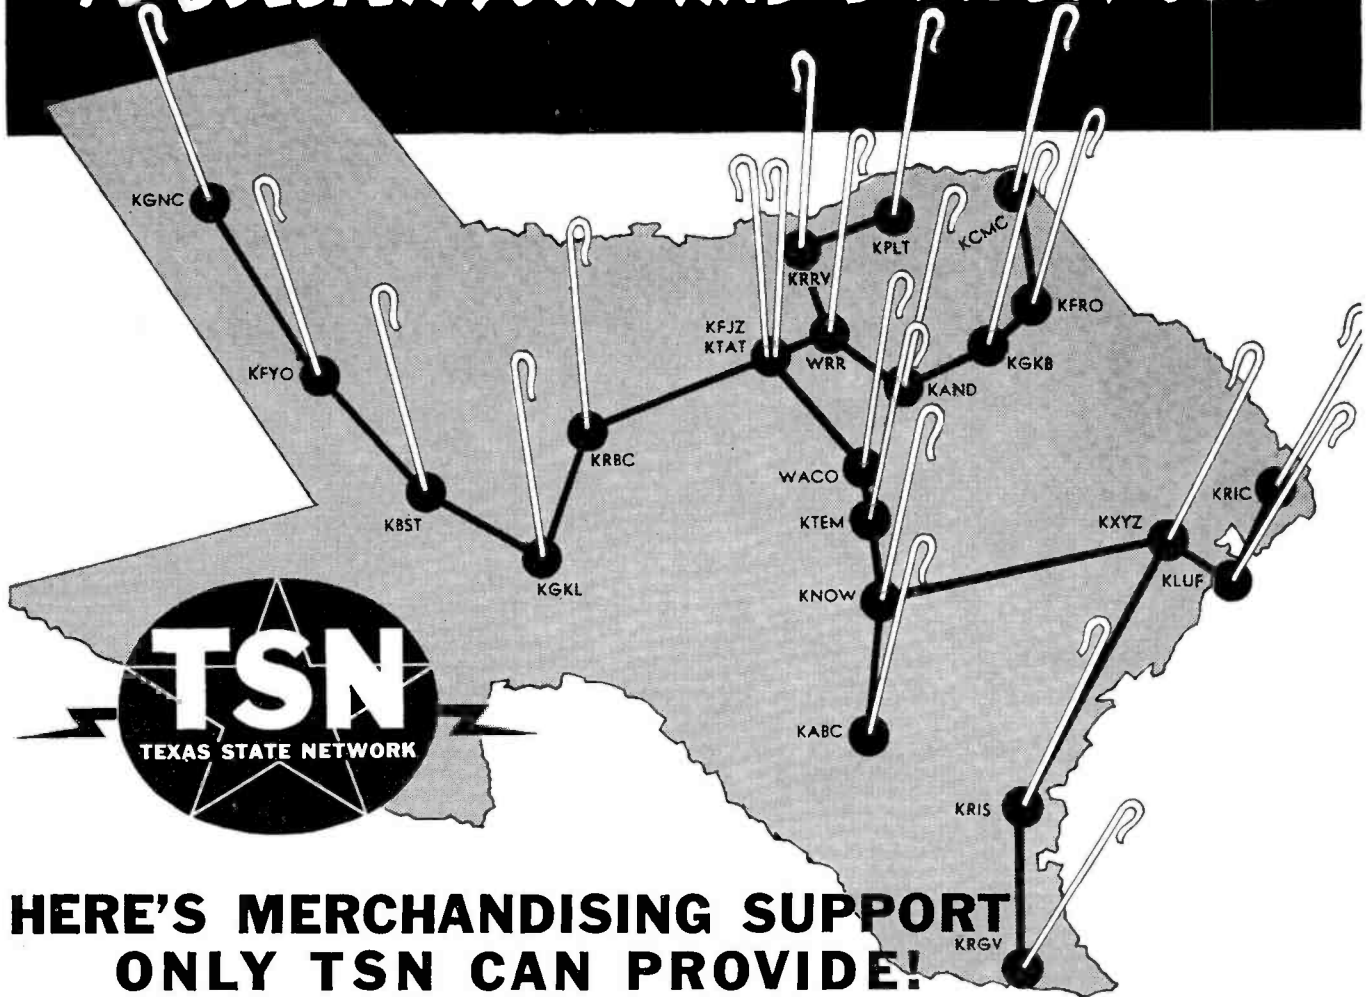 KGNC
KPLT
KCMC
KRRV
KFRO
KFJZ
KTAT
WRR
KGKB
KFYO
KAND
KRBC
WACO
KRIC
KBST
KTEM
KXYZ
KGKL
KLUF
KNOW
TSN
TEXAS STATE NETWORK
KABC
KRIS
HERE'S MERCHANDISING SUPPORT
KRGV
ONLY TSN CAN PROVIDE!